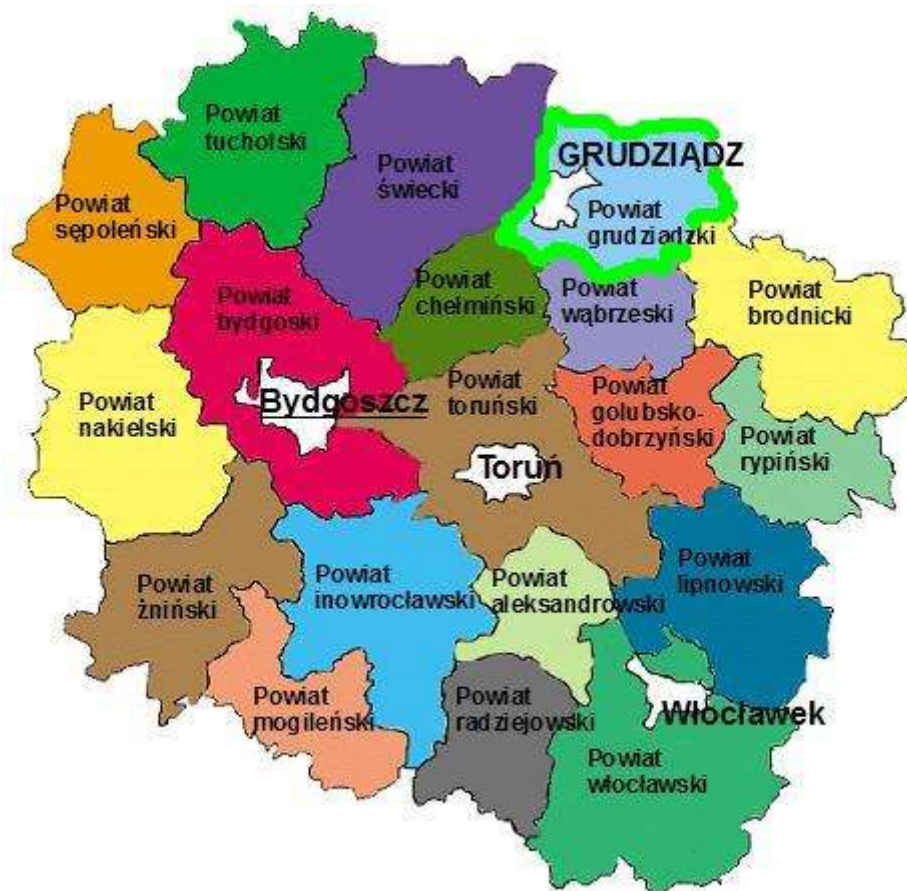 Powiat
tucholski
Powiat
świecki
GRUDZIĄDZ
Powiat
grudziądzki
Powiat
sępoleński
Powiat
bydgoski
Powiat
chełmiński
Powiat
wąbrzeski
Powiat
brodnicki
Powiat
nakielski
Bydgoszcz
Powiat
toruński
Powiat
golubsko-
dobrzyński
Powiat
rypiński
Toruń
Powiat
żniński
Powiat
inowrocławski
Powiat
aleksandrowski
Powiat
lipnowski
Powiat
mogileński
Powiat
radziejowski
Włocławek
Powiat
włocławski